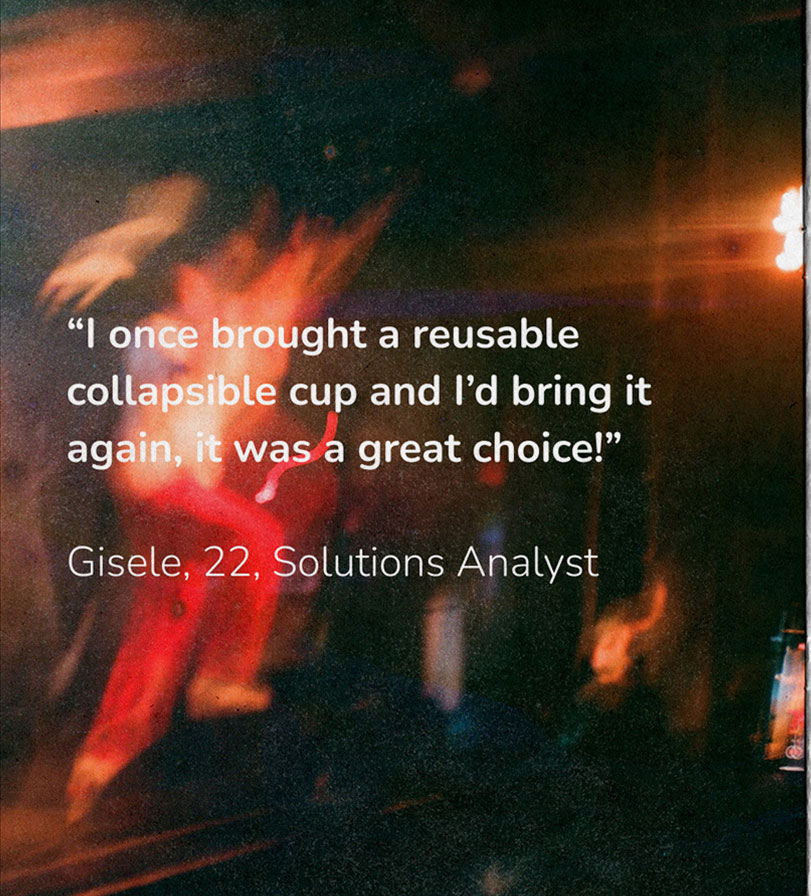 “I once brought a reusable
collapsible cup and I’d bring it
again, it was a great choice!”
Gisele, 22, Solutions Analyst